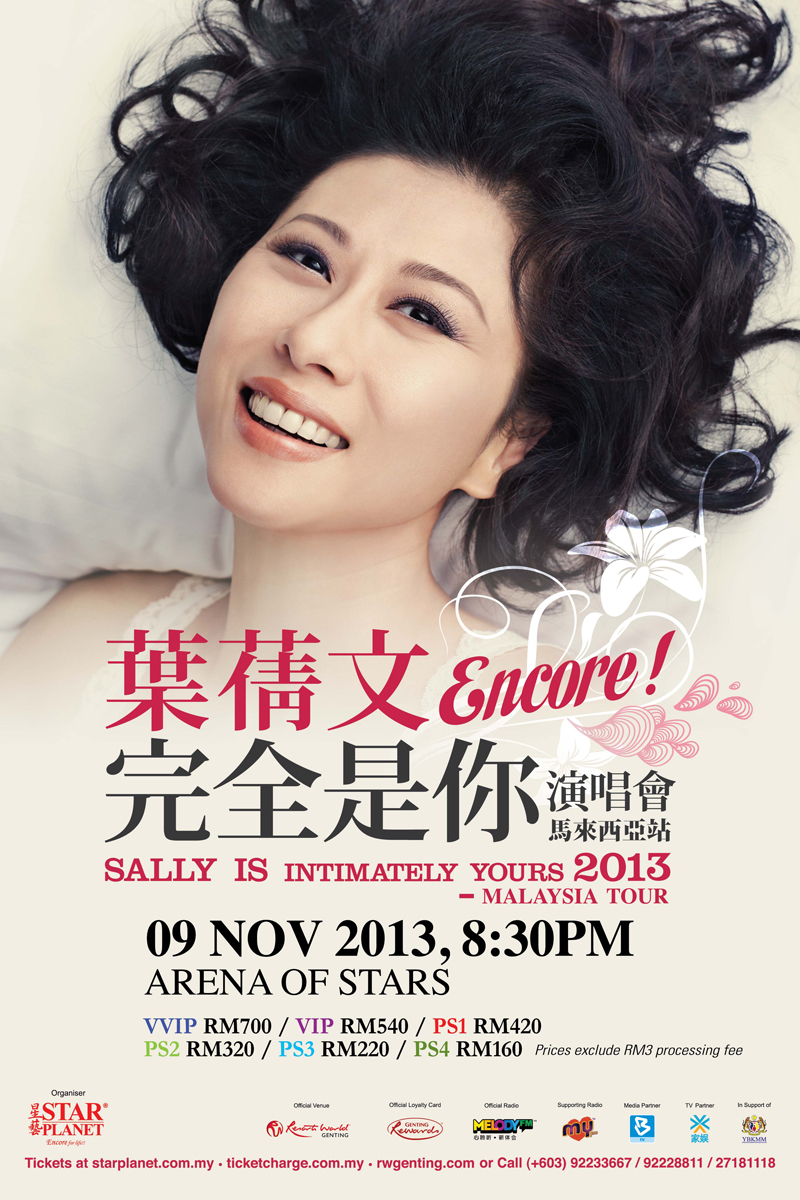 葉蒨文 Encore!
完全是你 演唱會
馬來西亞站
SALLY IS INTIMATELY YOURS 2013
– MALAYSIA TOUR
09 NOV 2013, 8:30PM
ARENA OF STARS
VVIP RM700 / VIP RM540 / PS1 RM420
PS2 RM320 / PS3 RM220 / PS4 RM160 Prices exclude RM3 processing fee
Organiser
星藝 STAR PLANET®
Encore for life!
Official Venue
Resorts World
GENTING
Official Loyalty Card
GENTING
Rewards
Official Radio
MELODY FM
Supporting Radio
my
Media Partner
TV Partner
家娛
In Support of
YBKMM
Tickets at starplanet.com.my • ticketcharge.com.my • rwgenting.com or Call (+603) 92233667 / 92228811 / 27181118